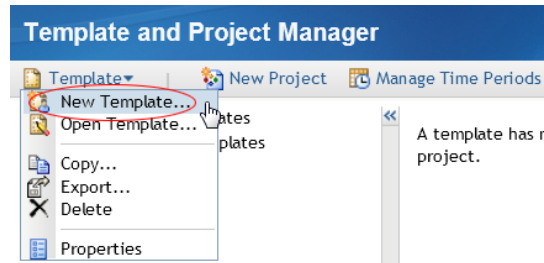 Template and Project Manager
Template New Project Manage Time Periods
New Template...
Open Template...
Copy...
Export...
Delete
Properties
A template has
project.